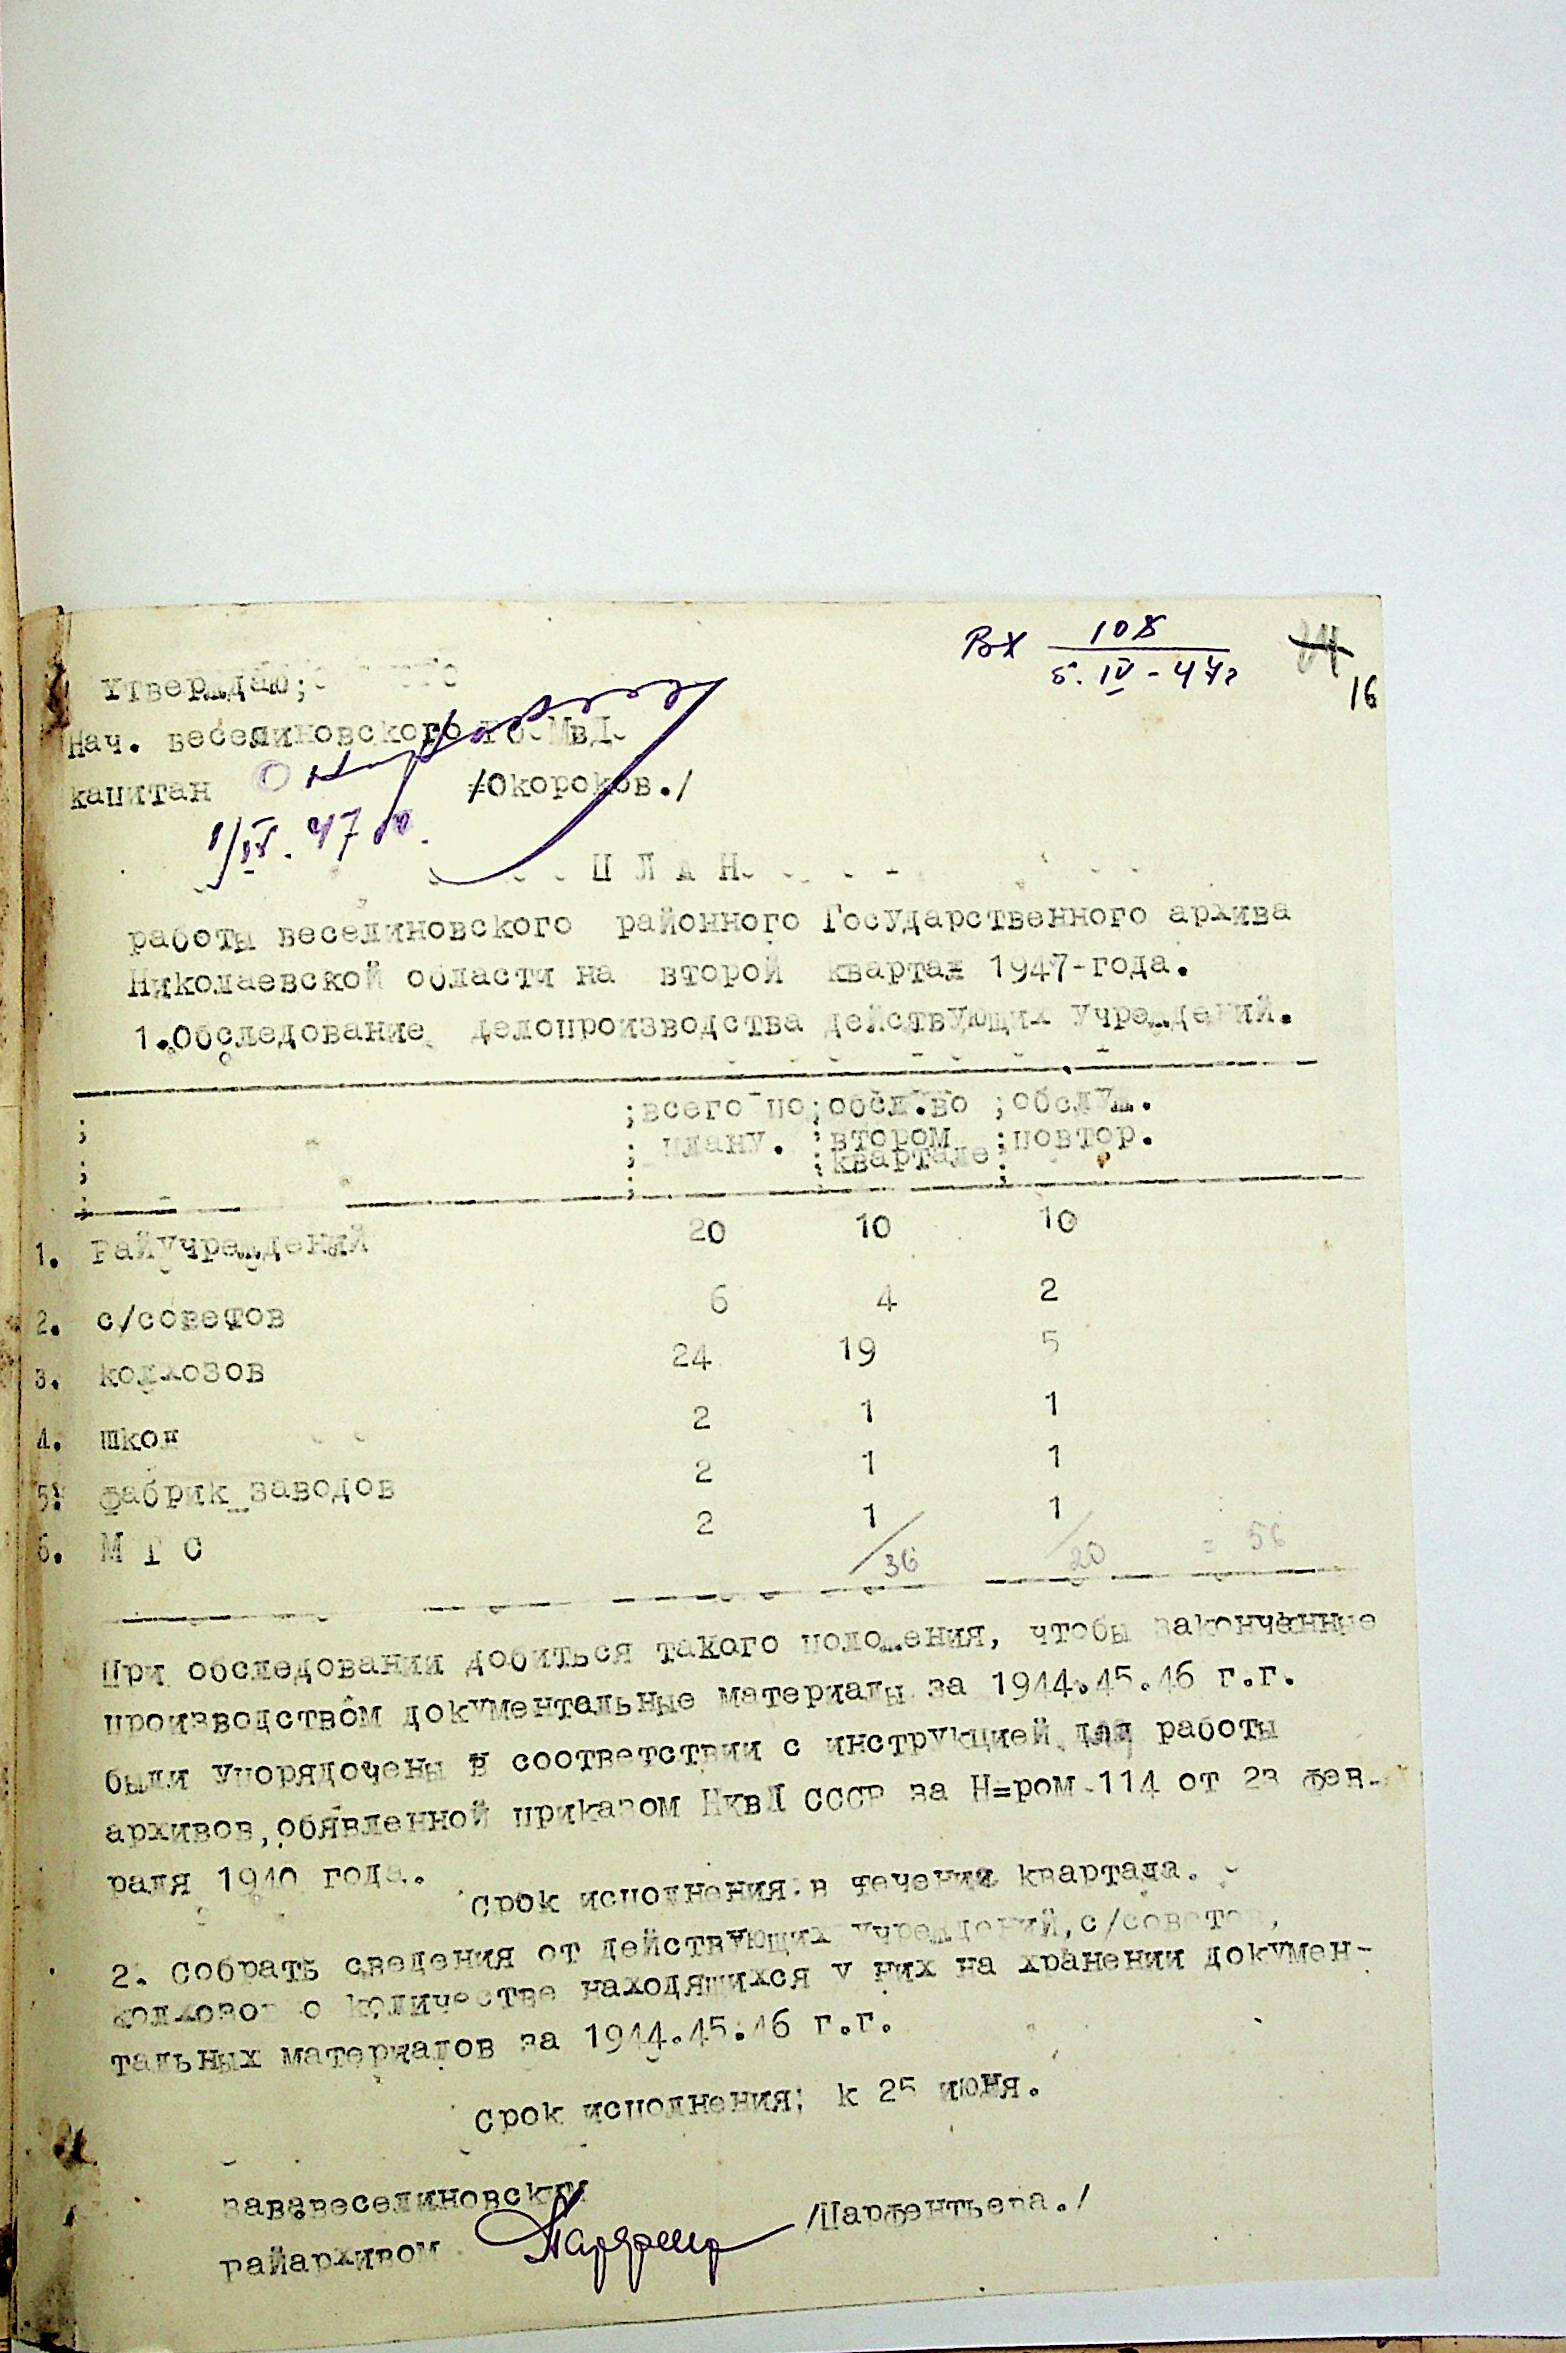 Вх 108
5. IV - 47г
16
Утверждаю;
Нач. веселиновского РО МВД
капитан /Окороков./
1/IV. 47 г.
П Л А Н
работы веселиновского районного Государственного архива
Николаевской области на второй квартал 1947-года.
1.Обследование делопроизводства действующих учреждений.
;всего по;обсл.во ;обслуж.
; плану. ;втором ;повтор.
;квартале;
1. Райучреждений 20 10 10
2. с/советов 6 4 2
3. колхозов 24 19 5
4. школ 2 1 1
5. фабрик_заводов 2 1 1
6. М Т С 2 1 1
36 20 = 56
При обследовании добиться такого положения, чтобы законченные
производством документальные материалы за 1944.45.46 г.г.
были упорядочены в соответствии с инструкцией для работы
архивов,обявленной приказом НКВД СССР за Н=ром 114 от 23 фев-
раля 1940 года.
Срок исполнения:в течении квартала.
2. Собрать сведения от действующих учреждений,с/советов,
колхозов о количестве находящихся у них на хранении докумен-
тальных материалов за 1944.45.46 г.г.
Срок исполнения; к 25 июня.
Зав.веселиновским
райархивом /Парфентьева./